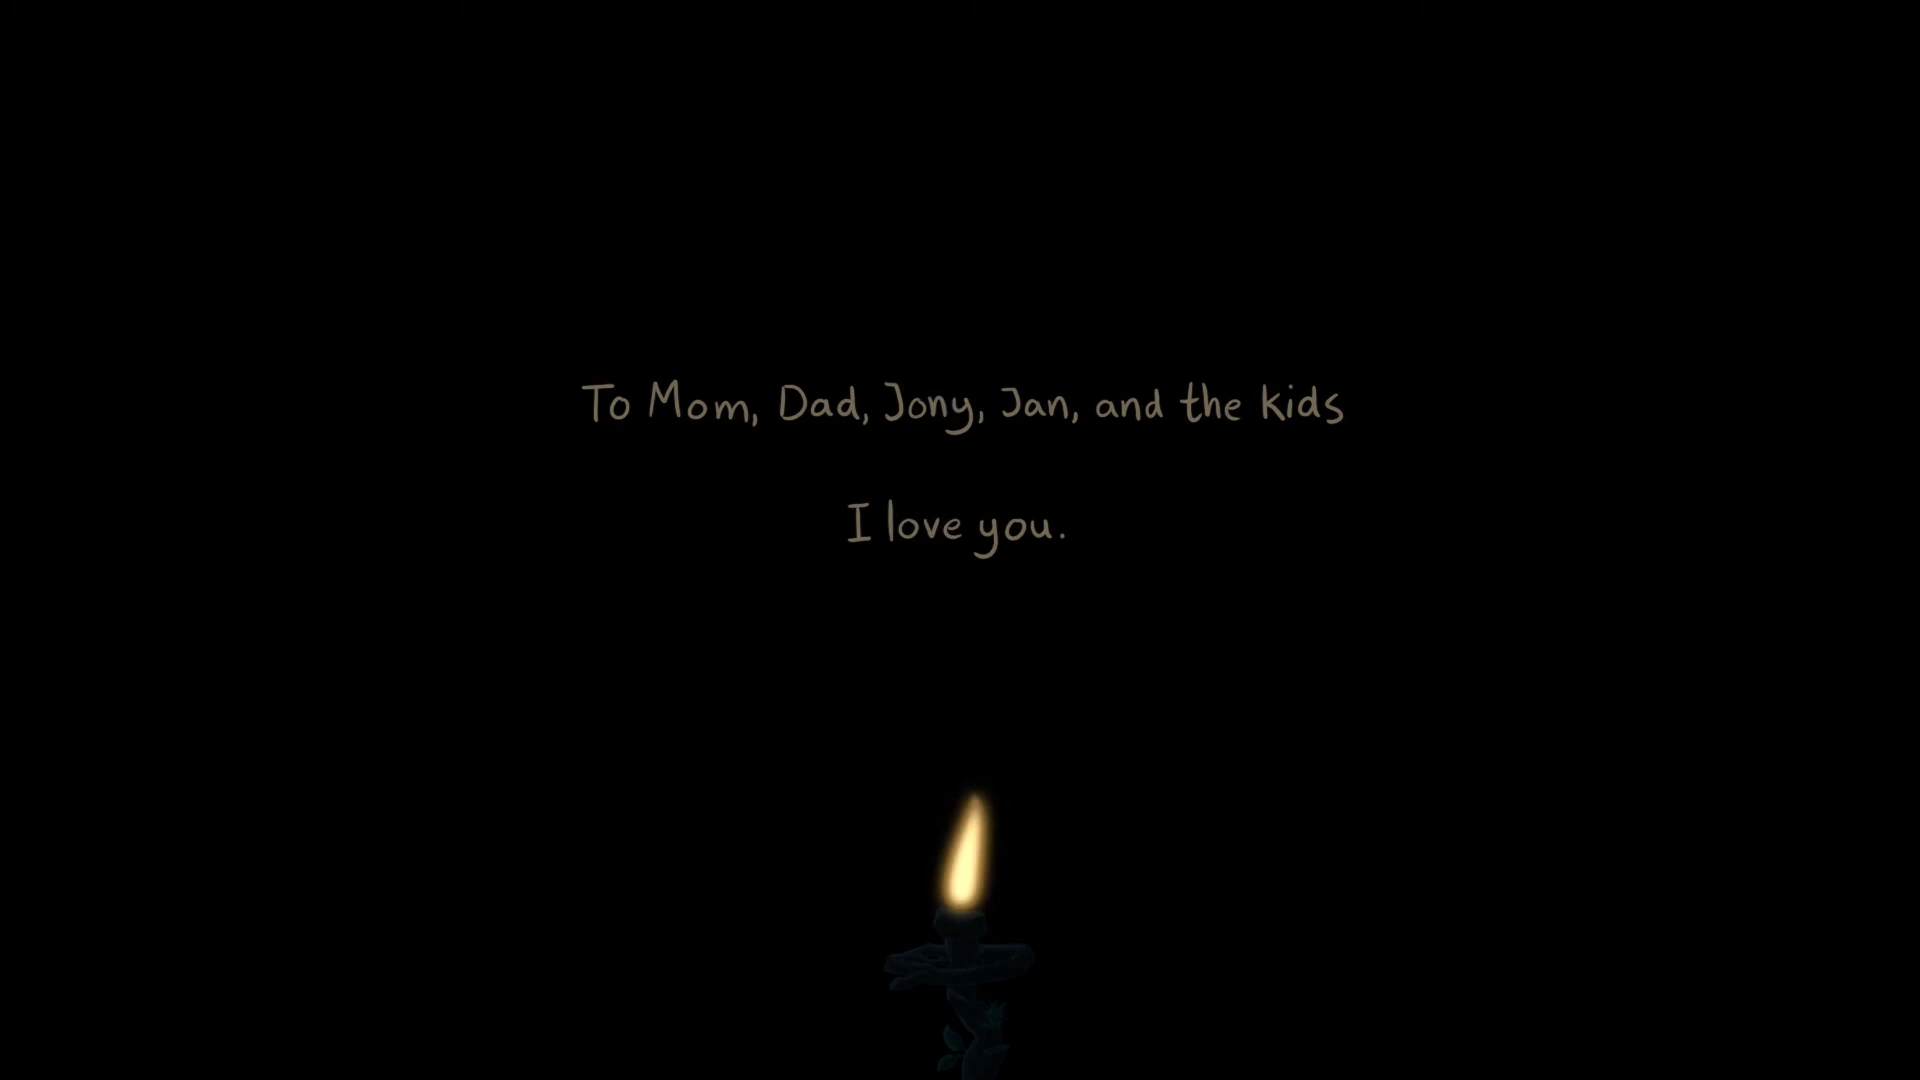 To Mom, Dad, Jony, Jan, and the kids
I love you.